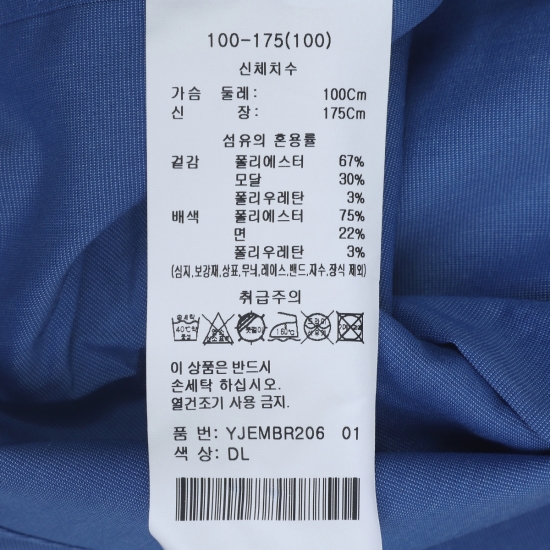 100-175(100)
신체치수
가슴 둘레: 100Cm
신 장: 175Cm
섬유의 혼용률
겉감 폴리에스터 67%
모달 30%
폴리우레탄 3%
배색 폴리에스터 75%
면 22%
폴리우레탄 3%
(심지,보강재,상표,무늬,레이스,밴드,자수,장식 제외)
취급주의
40℃
이 상품은 반드시
손세탁 하십시오.
열건조기 사용 금지.
품 번: YJEMBR206 01
색 상: DL